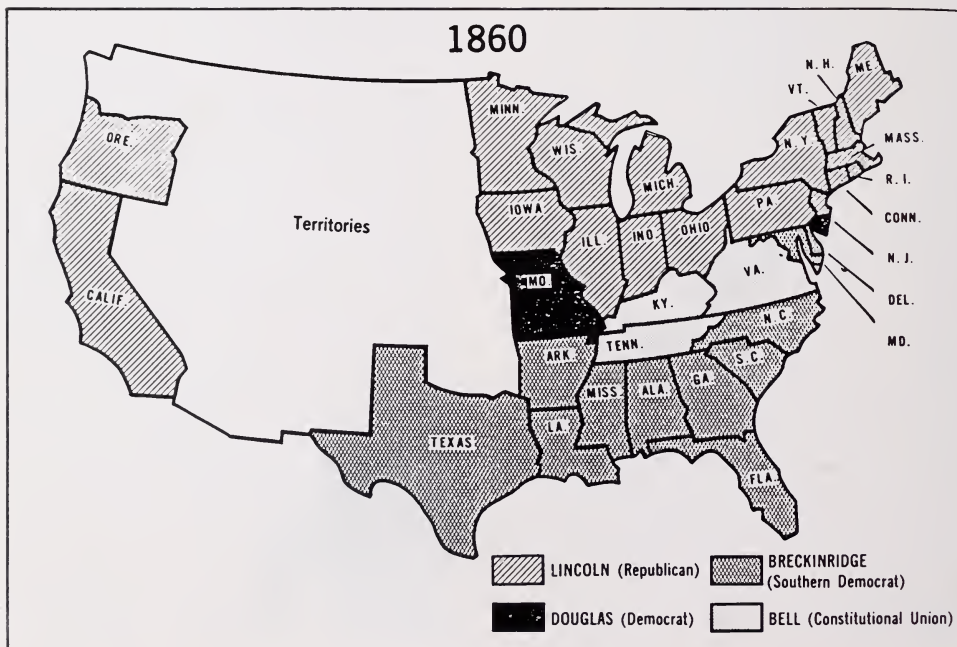 1860
N. H.
VT.
ME.
MASS.
R. I.
CONN.
N. J.
DEL.
MD.
ORE.
CALIF.
Territories
MINN.
WIS.
MICH.
N. Y.
PA
IOWA
ILL.
IND.
OHIO
MO.
KY.
VA.
TENN.
N. C.
S. C.
ARK.
MISS.
ALA.
GA.
LA.
TEXAS
FLA.
LINCOLN (Republican)
BRECKINRIDGE
(Southern Democrat)
DOUGLAS (Democrat)
BELL (Constitutional Union)